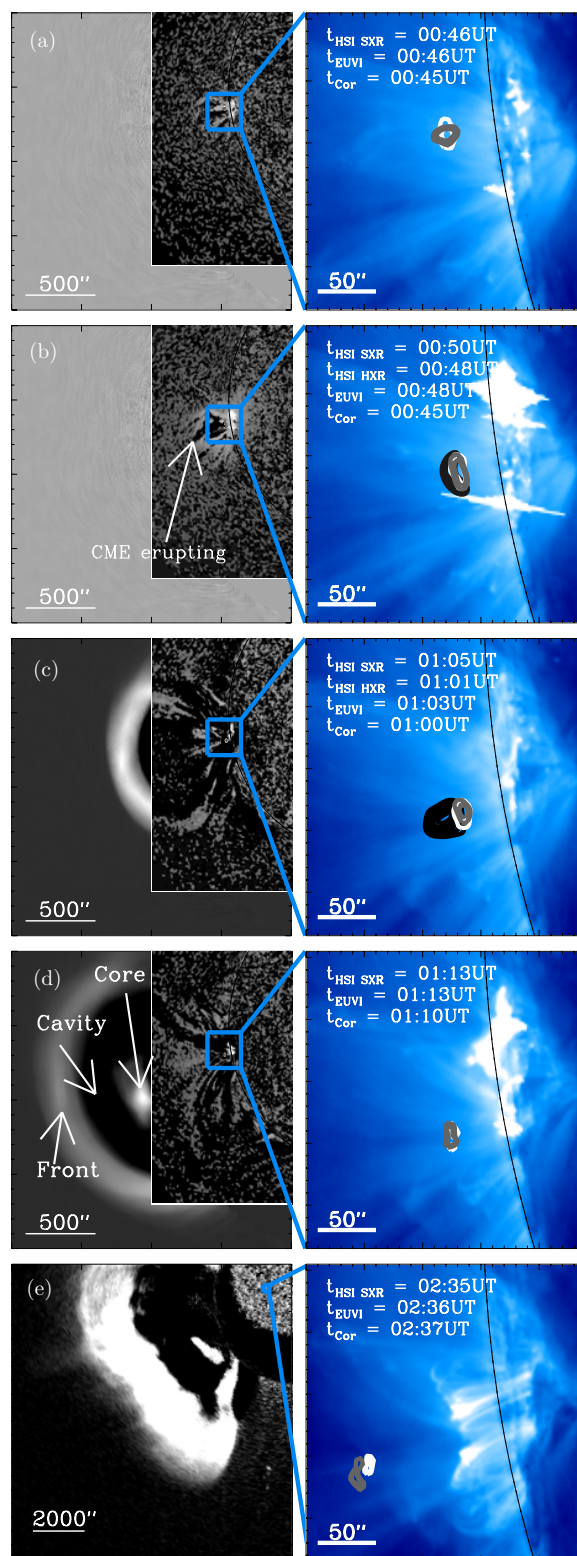 (a)
500″
t_HSI SXR = 00:46UT
t_EUVI = 00:46UT
t_Cor = 00:45UT
50″
(b)
CME erupting
500″
t_HSI SXR = 00:50UT
t_HSI HXR = 00:48UT
t_EUVI = 00:48UT
t_Cor = 00:45UT
50″
(c)
500″
t_HSI SXR = 01:05UT
t_HSI HXR = 01:01UT
t_EUVI = 01:03UT
t_Cor = 01:00UT
50″
(d)
Core
Cavity
Front
500″
t_HSI SXR = 01:13UT
t_EUVI = 01:13UT
t_Cor = 01:10UT
50″
(e)
2000″
t_HSI SXR = 02:35UT
t_EUVI = 02:36UT
t_Cor = 02:37UT
50″